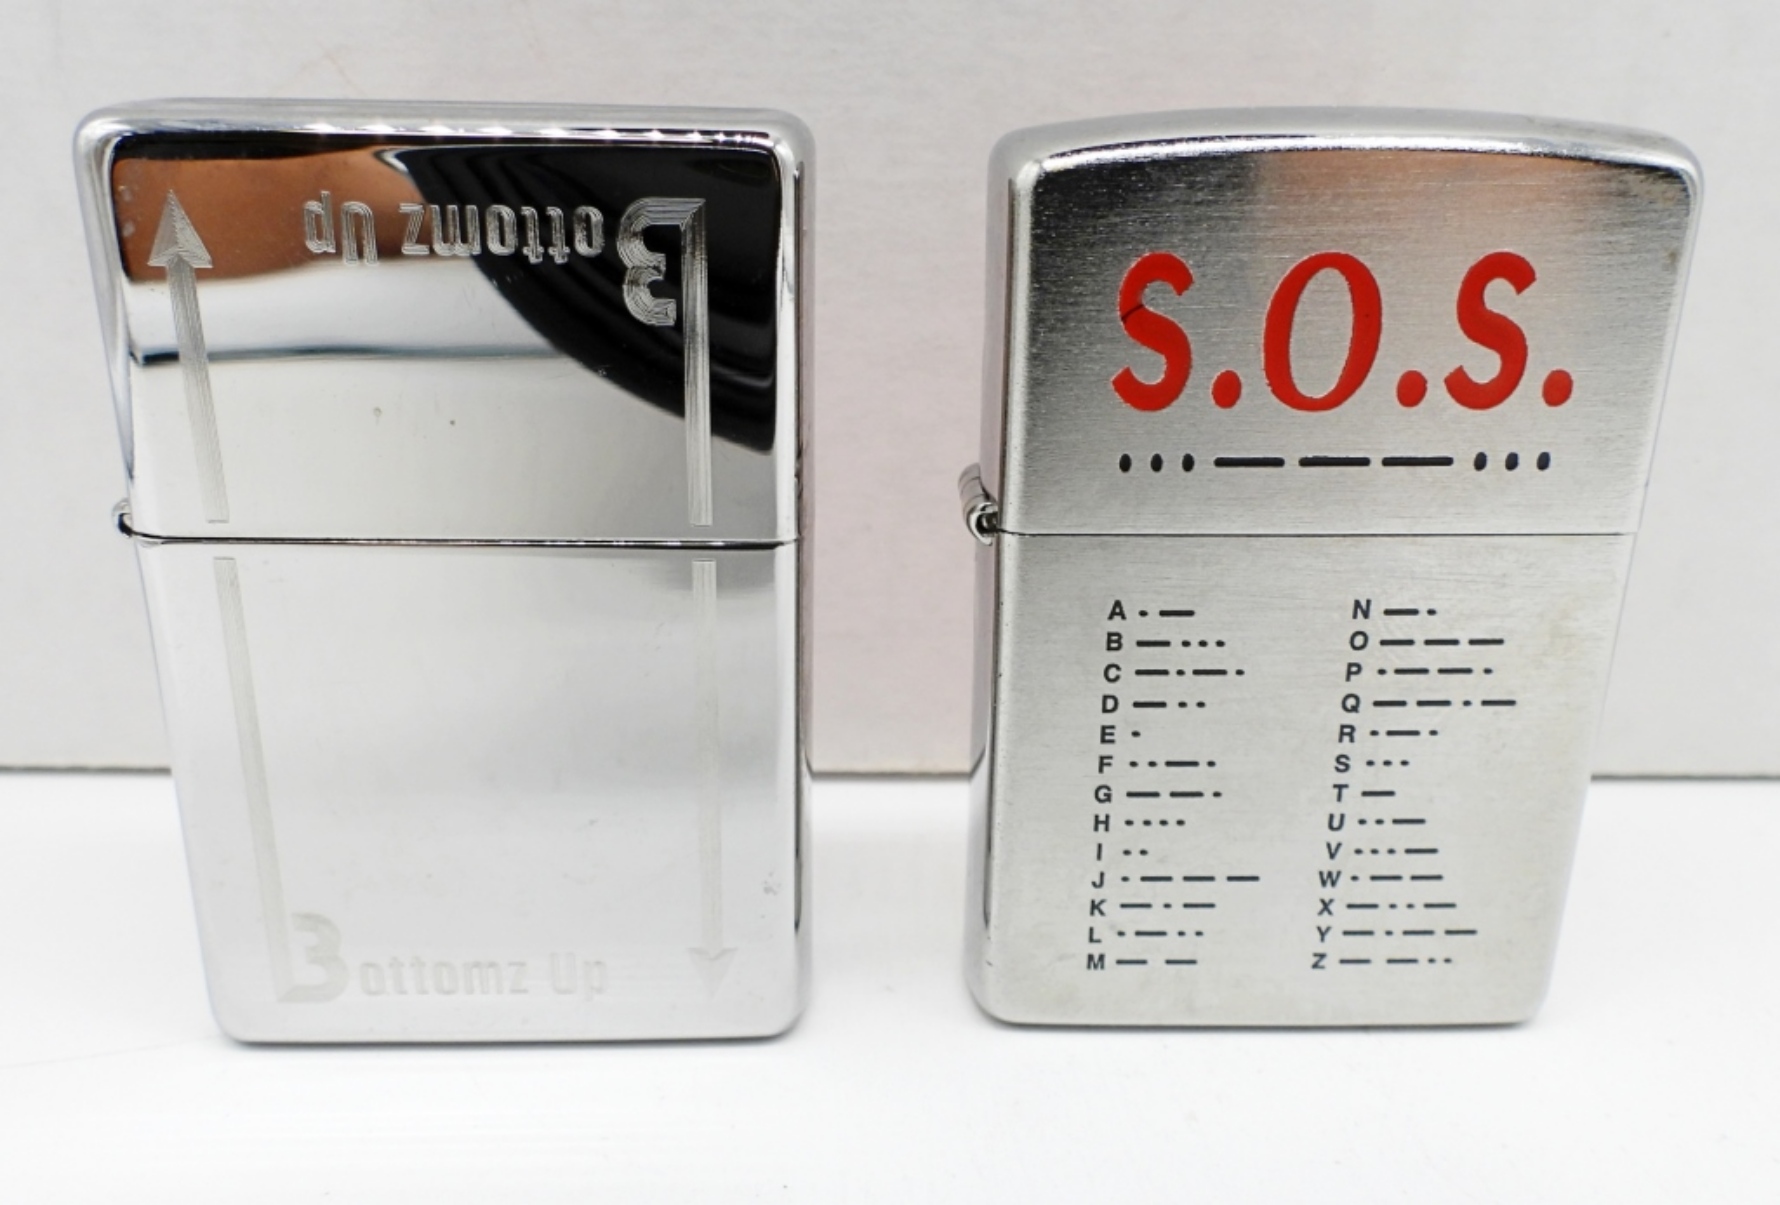 Bottomz Up
Bottomz Up
S.O.S.
••• — — — •••
A • —
B — • • •
C — • — •
D — • •
E •
F • • — •
G — — •
H • • • •
I • •
J • — — —
K — • —
L • — • •
M — —
N — •
O — — —
P • — — •
Q — — • —
R • — •
S • • •
T —
U • • —
V • • • —
W • — —
X — • • —
Y — • — —
Z — — • •